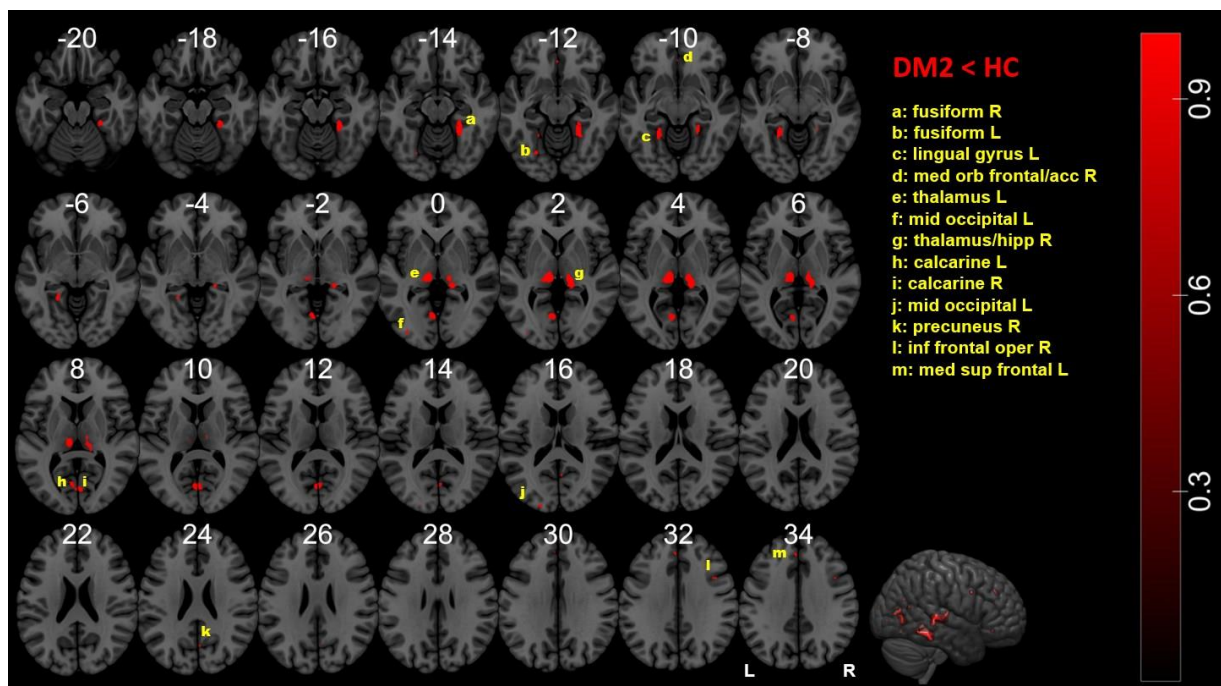 -20 -18 -16 -14 -12 -10 -8
d
a
c
b
-6 -4 -2 0 2 4 6
e g
f
8 10 12 14 16 18 20
h i
j
22 24 26 28 30 32 34
m
l
k
L R
DM2 < HC
a: fusiform R
b: fusiform L
c: lingual gyrus L
d: med orb frontal/acc R
e: thalamus L
f: mid occipital L
g: thalamus/hipp R
h: calcarine L
i: calcarine R
j: mid occipital L
k: precuneus R
l: inf frontal oper R
m: med sup frontal L
0.9
0.6
0.3